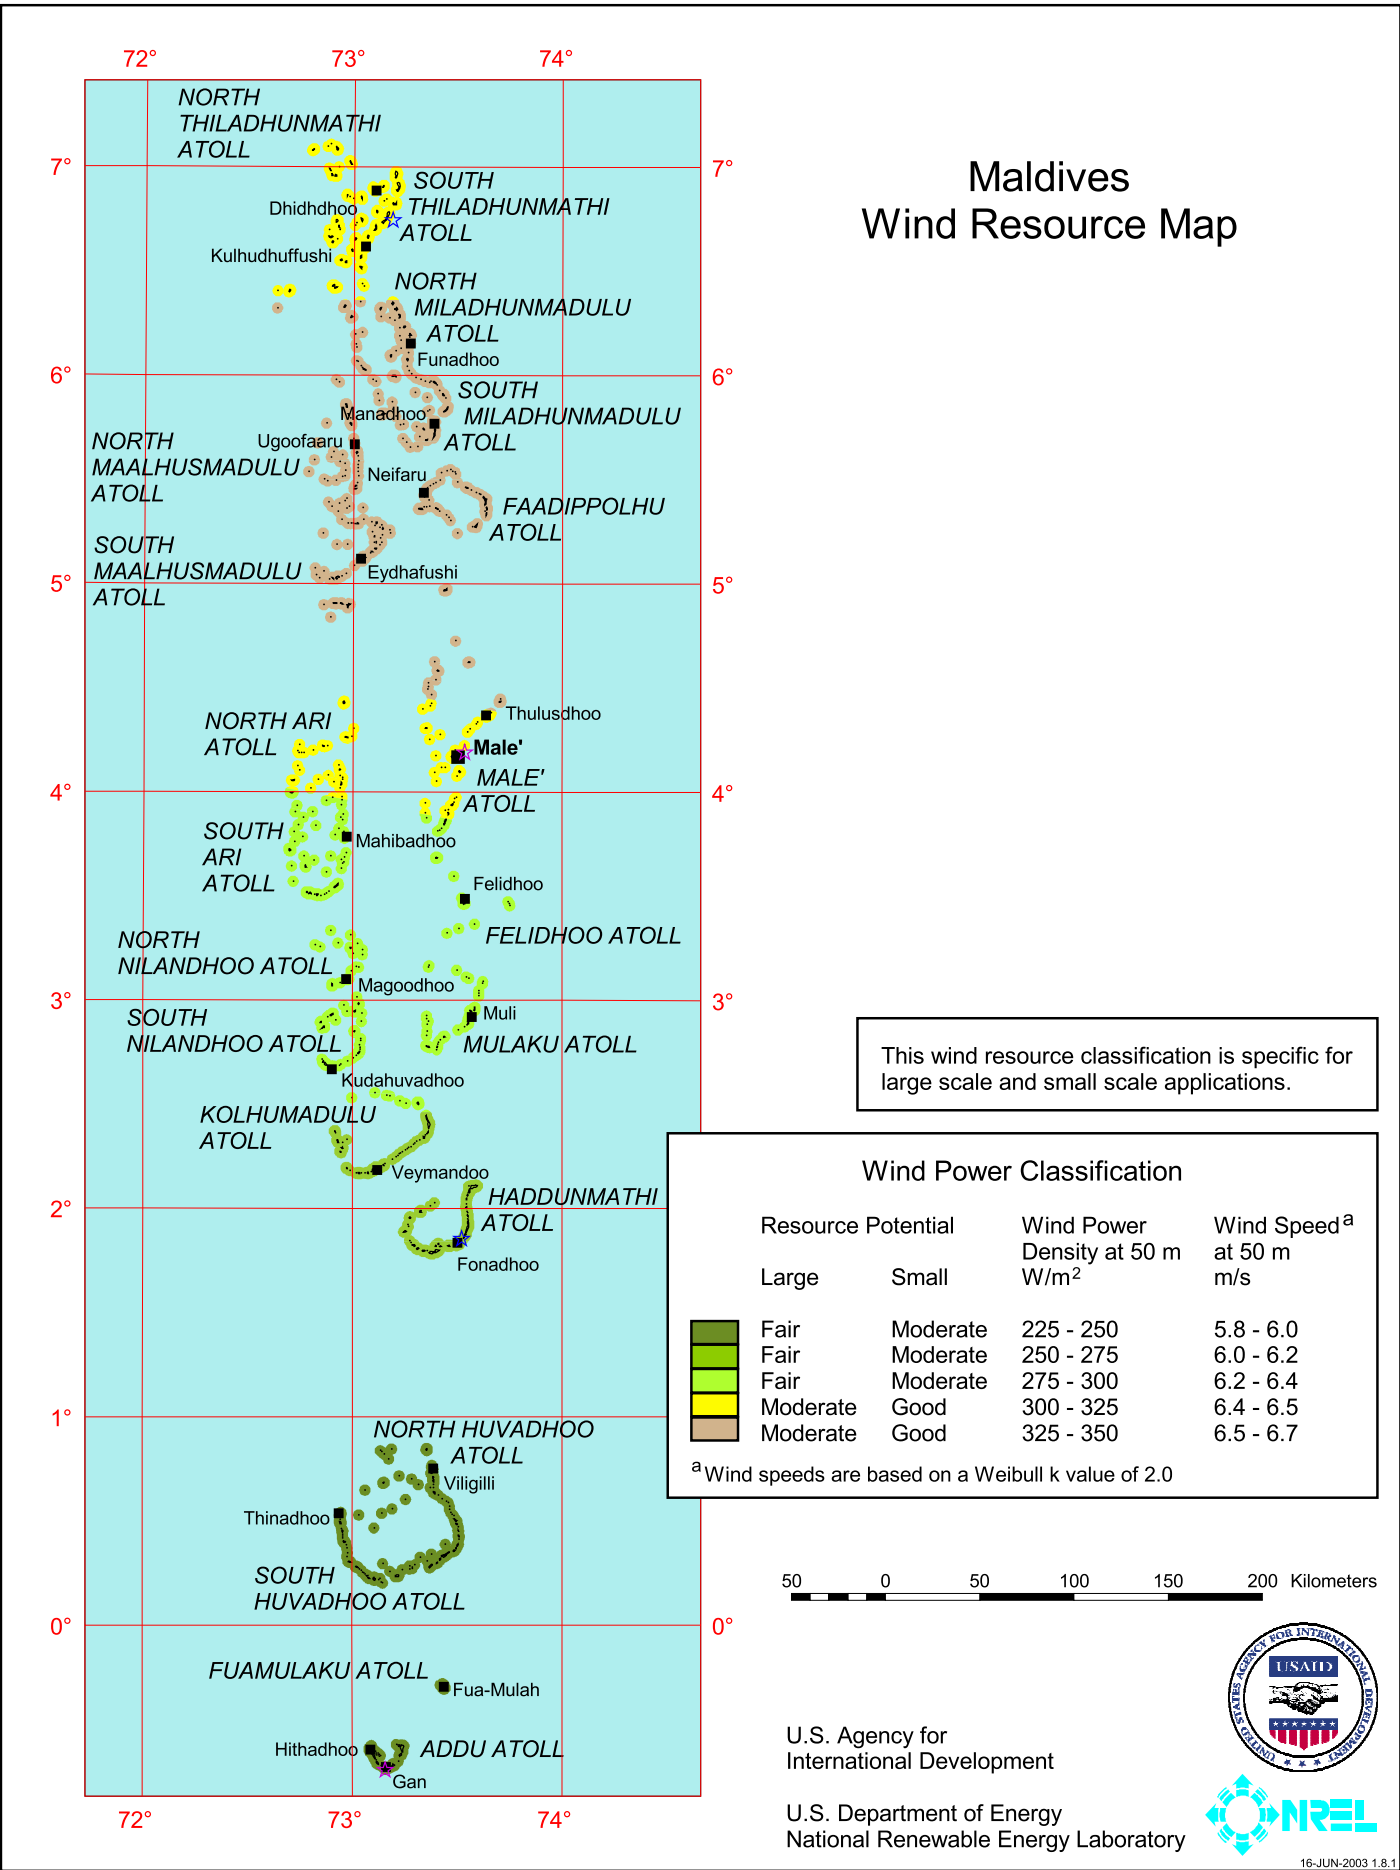 72° 73° 74°
NORTH
THILADHUNMATHI
ATOLL
7° 7°
Maldives
Wind Resource Map
SOUTH
THILADHUNMATHI
ATOLL
Dhidhdhoo
Kulhudhuffushi
NORTH
MILADHUNMADULU
ATOLL
Funadhoo
6° 6°
SOUTH
MILADHUNMADULU
ATOLL
Manadhoo
Ugoofaaru
NORTH
MAALHUSMADULU
ATOLL
Neifaru
FAADIPPOLHU
ATOLL
SOUTH
MAALHUSMADULU
ATOLL
Eydhafushi
5° 5°
Thulusdhoo
NORTH ARI
ATOLL
Male'
MALE'
ATOLL
4° 4°
SOUTH
ARI
ATOLL
Mahibadhoo
Felidhoo
FELIDHOO ATOLL
NORTH
NILANDHOO ATOLL
Magoodhoo
3° 3°
Muli
SOUTH
NILANDHOO ATOLL
MULAKU ATOLL
Kudahuvadhoo
KOLHUMADULU
ATOLL
Veymandoo
2°
HADDUNMATHI
ATOLL
Fonadhoo
1°
NORTH HUVADHOO
ATOLL
Viligilli
Thinadhoo
SOUTH
HUVADHOO ATOLL
0° 0°
FUAMULAKU ATOLL
Fua-Mulah
Hithadhoo
ADDU ATOLL
Gan
72° 73° 74°
This wind resource classification is specific for
large scale and small scale applications.
Wind Power Classification
Resource Potential Wind Power Wind Speed a
Density at 50 m at 50 m
Large Small W/m2 m/s
Fair Moderate 225 - 250 5.8 - 6.0
Fair Moderate 250 - 275 6.0 - 6.2
Fair Moderate 275 - 300 6.2 - 6.4
Moderate Good 300 - 325 6.4 - 6.5
Moderate Good 325 - 350 6.5 - 6.7
a Wind speeds are based on a Weibull k value of 2.0
50 0 50 100 150 200 Kilometers
UNITED STATES AGENCY FOR INTERNATIONAL DEVELOPMENT
USAID
U.S. Agency for
International Development
U.S. Department of Energy
National Renewable Energy Laboratory
NREL
16-JUN-2003 1.8.1